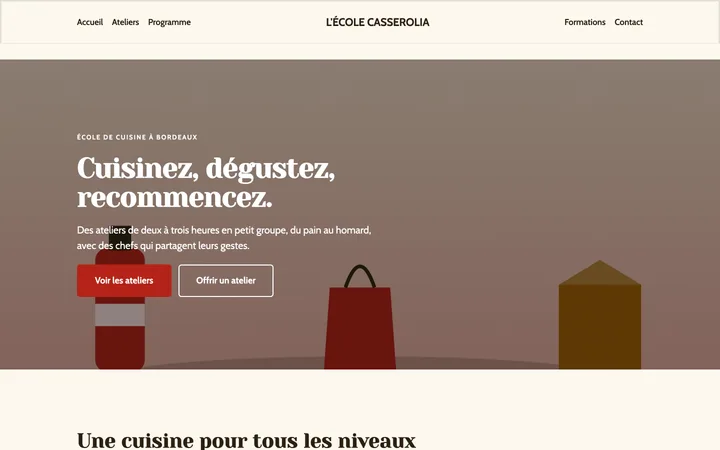 Accueil Ateliers Programme
L'ÉCOLE CASSEROLIA
Formations Contact
ÉCOLE DE CUISINE À BORDEAUX
Cuisinez, dégustez,
recommencez.
Des ateliers de deux à trois heures en petit groupe, du pain au homard,
avec des chefs qui partagent leurs gestes.
Voir les ateliers
Offrir un atelier
Une cuisine pour tous les niveaux